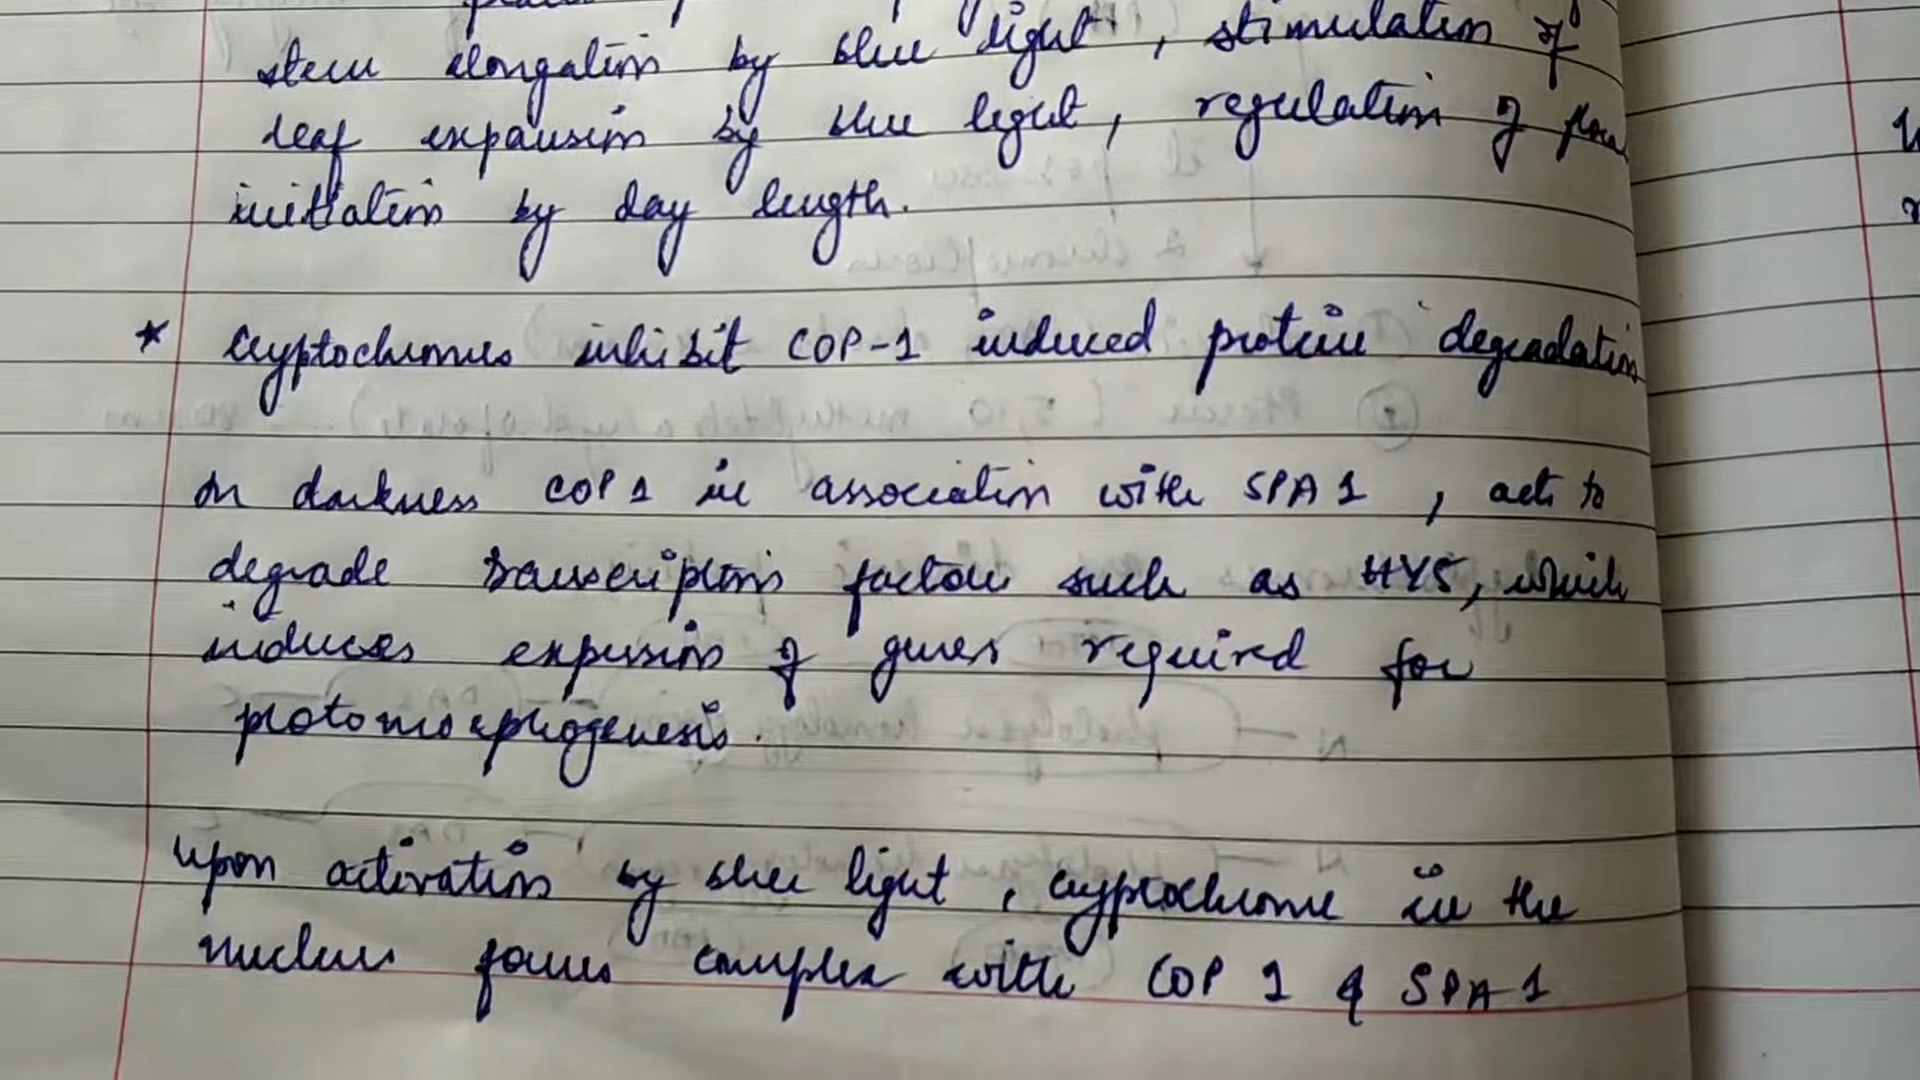 stem elongation by blue light, stimulation of
leaf expansion by blue light, regulation of
initiation by day length.
* Cryptochromes inhibit COP-1 induced protein degradation
In darkness COP 1 in association with SPA 1, acts to
degrade transcription factors such as HY5, which
induces expression of genes required for
photomorphogenesis.
Upon activation by blue light, cryptochrome in the
nucleus forms complex with COP 1 & SPA-1